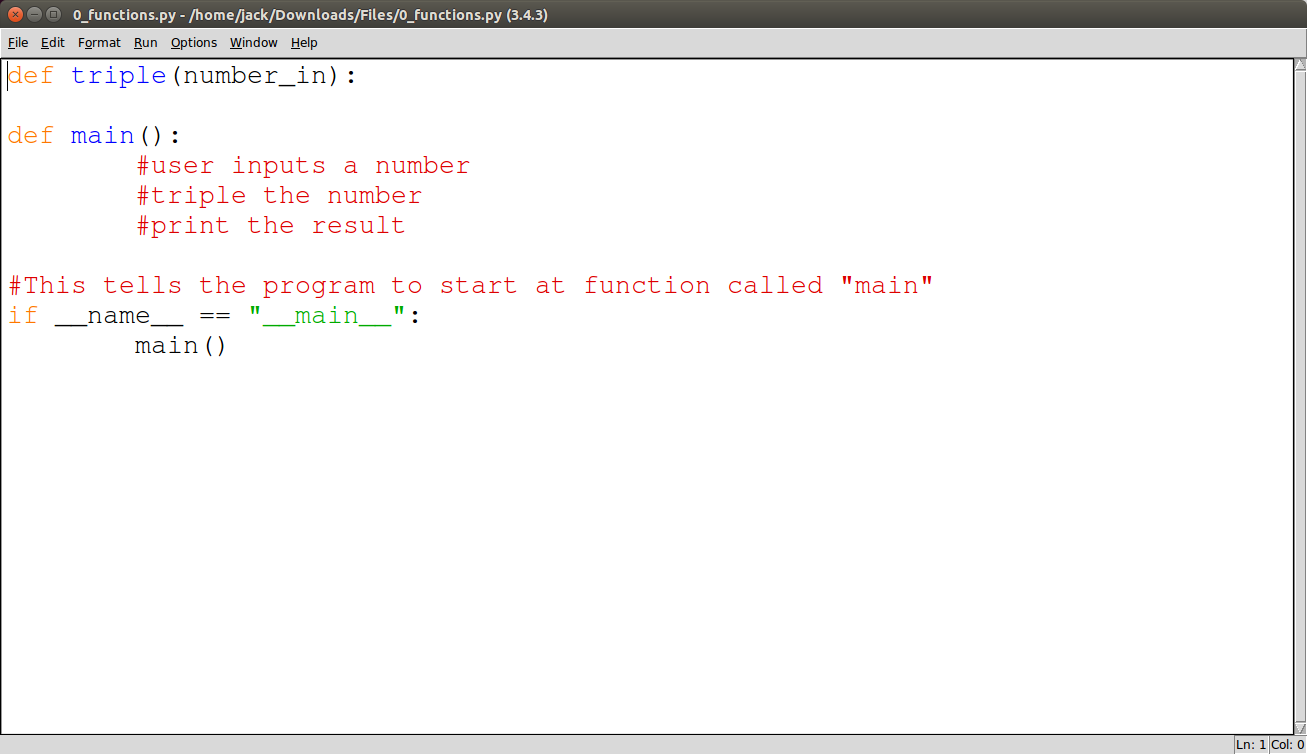 0_functions.py - /home/jack/Downloads/Files/0_functions.py (3.4.3)
File Edit Format Run Options Window Help
def triple(number_in):
def main():
#user inputs a number
#triple the number
#print the result
#This tells the program to start at function called "main"
if __name__ == "__main__":
main()
Ln: 1 Col: 0